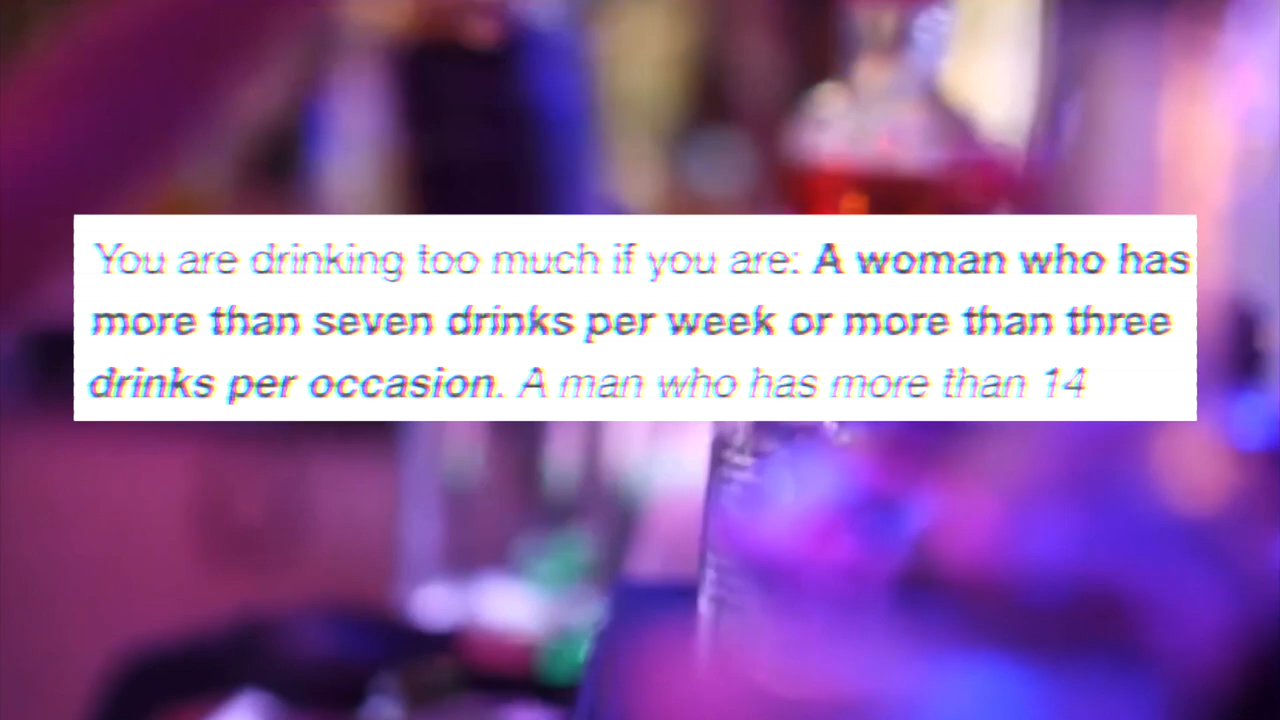 You are drinking too much if you are: A woman who has
more than seven drinks per week or more than three
drinks per occasion. A man who has more than 14